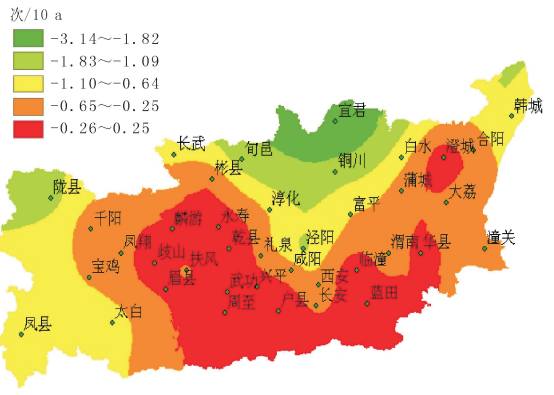 次/10 a
-3.14～-1.82
-1.83～-1.09
-1.10～-0.64
-0.65～-0.25
-0.26～0.25
宜君
韩城
长武
旬邑
白水
澄城
合阳
彬县
铜川
陇县
蒲城
大荔
淳化
富平
千阳
麟游
永寿
乾县
礼泉
泾阳
渭南
华县
潼关
凤翔
岐山
扶风
咸阳
临潼
宝鸡
眉县
武功
兴平
西安
周至
户县
长安
蓝田
太白
凤县